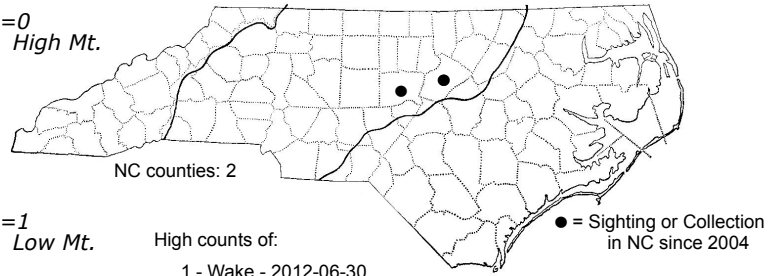 =0
High Mt.
NC counties: 2
=1
Low Mt.
High counts of:
1 - Wake - 2012-06-30
● = Sighting or Collection
in NC since 2004